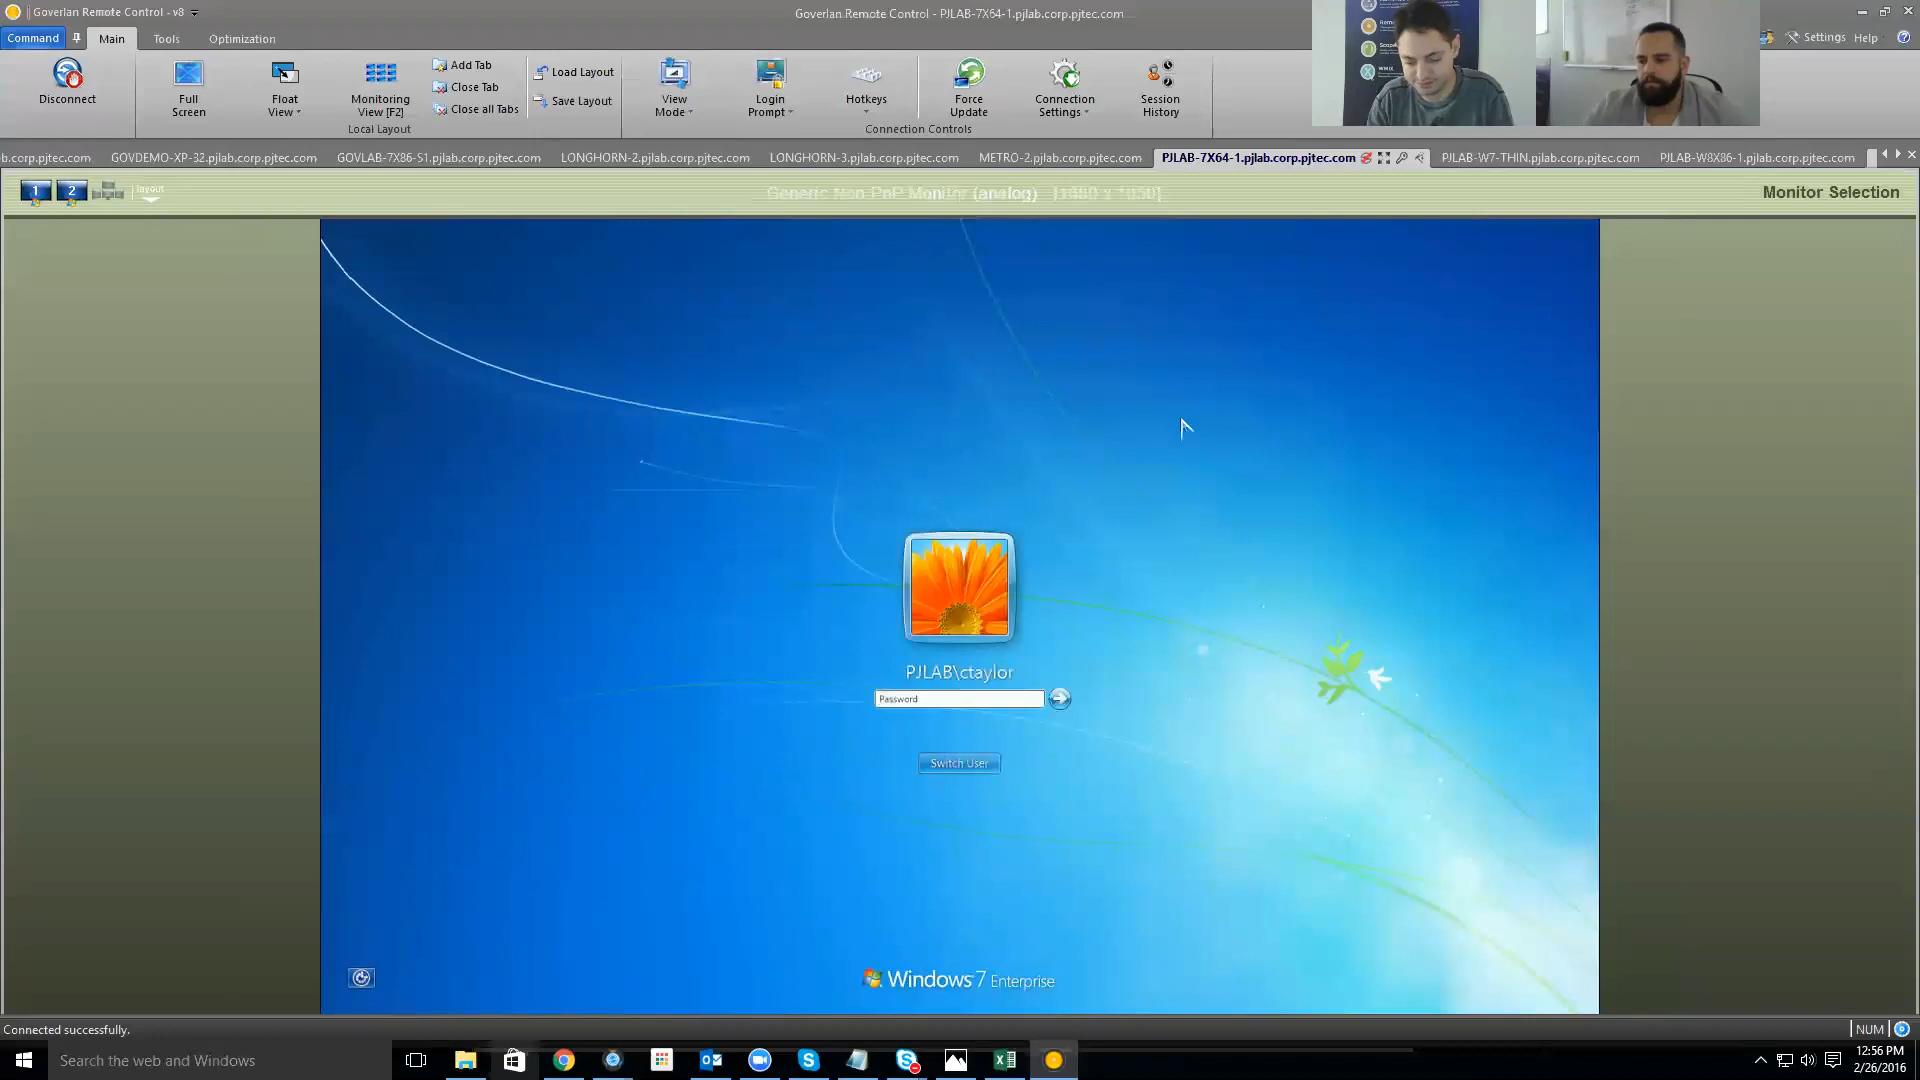 Goverlan Remote Control - v8
Goverlan Remote Control - PJLAB-7X64-1.pjlab.corp.pjtec.com
Command Main Tools Optimization
Settings Help
Disconnect
Full Screen
Float View
Monitoring View [F2]
Add Tab
Close Tab
Close all Tabs
Load Layout
Save Layout
Local Layout
View Mode
Login Prompt
Hotkeys
Force Update
Connection Settings
Session History
Connection Controls
b.corp.pjtec.com GOVDEMO-XP-32.pjlab.corp.pjtec.com GOVLAB-7X86-S1.pjlab.corp.pjtec.com LONGHORN-2.pjlab.corp.pjtec.com LONGHORN-3.pjlab.corp.pjtec.com METRO-2.pjlab.corp.pjtec.com PJLAB-7X64-1.pjlab.corp.pjtec.com PJLAB-W7-THIN.pjlab.corp.pjtec.com PJLAB-W8X86-1.pjlab.corp.pjtec.com
1 2 layout
Generic Non PnP Monitor (analog)
Monitor Selection
PJLAB\ctaylor
Password
Switch User
Windows 7 Enterprise
Connected successfully.
NUM
Search the web and Windows
12:56 PM
2/26/2016